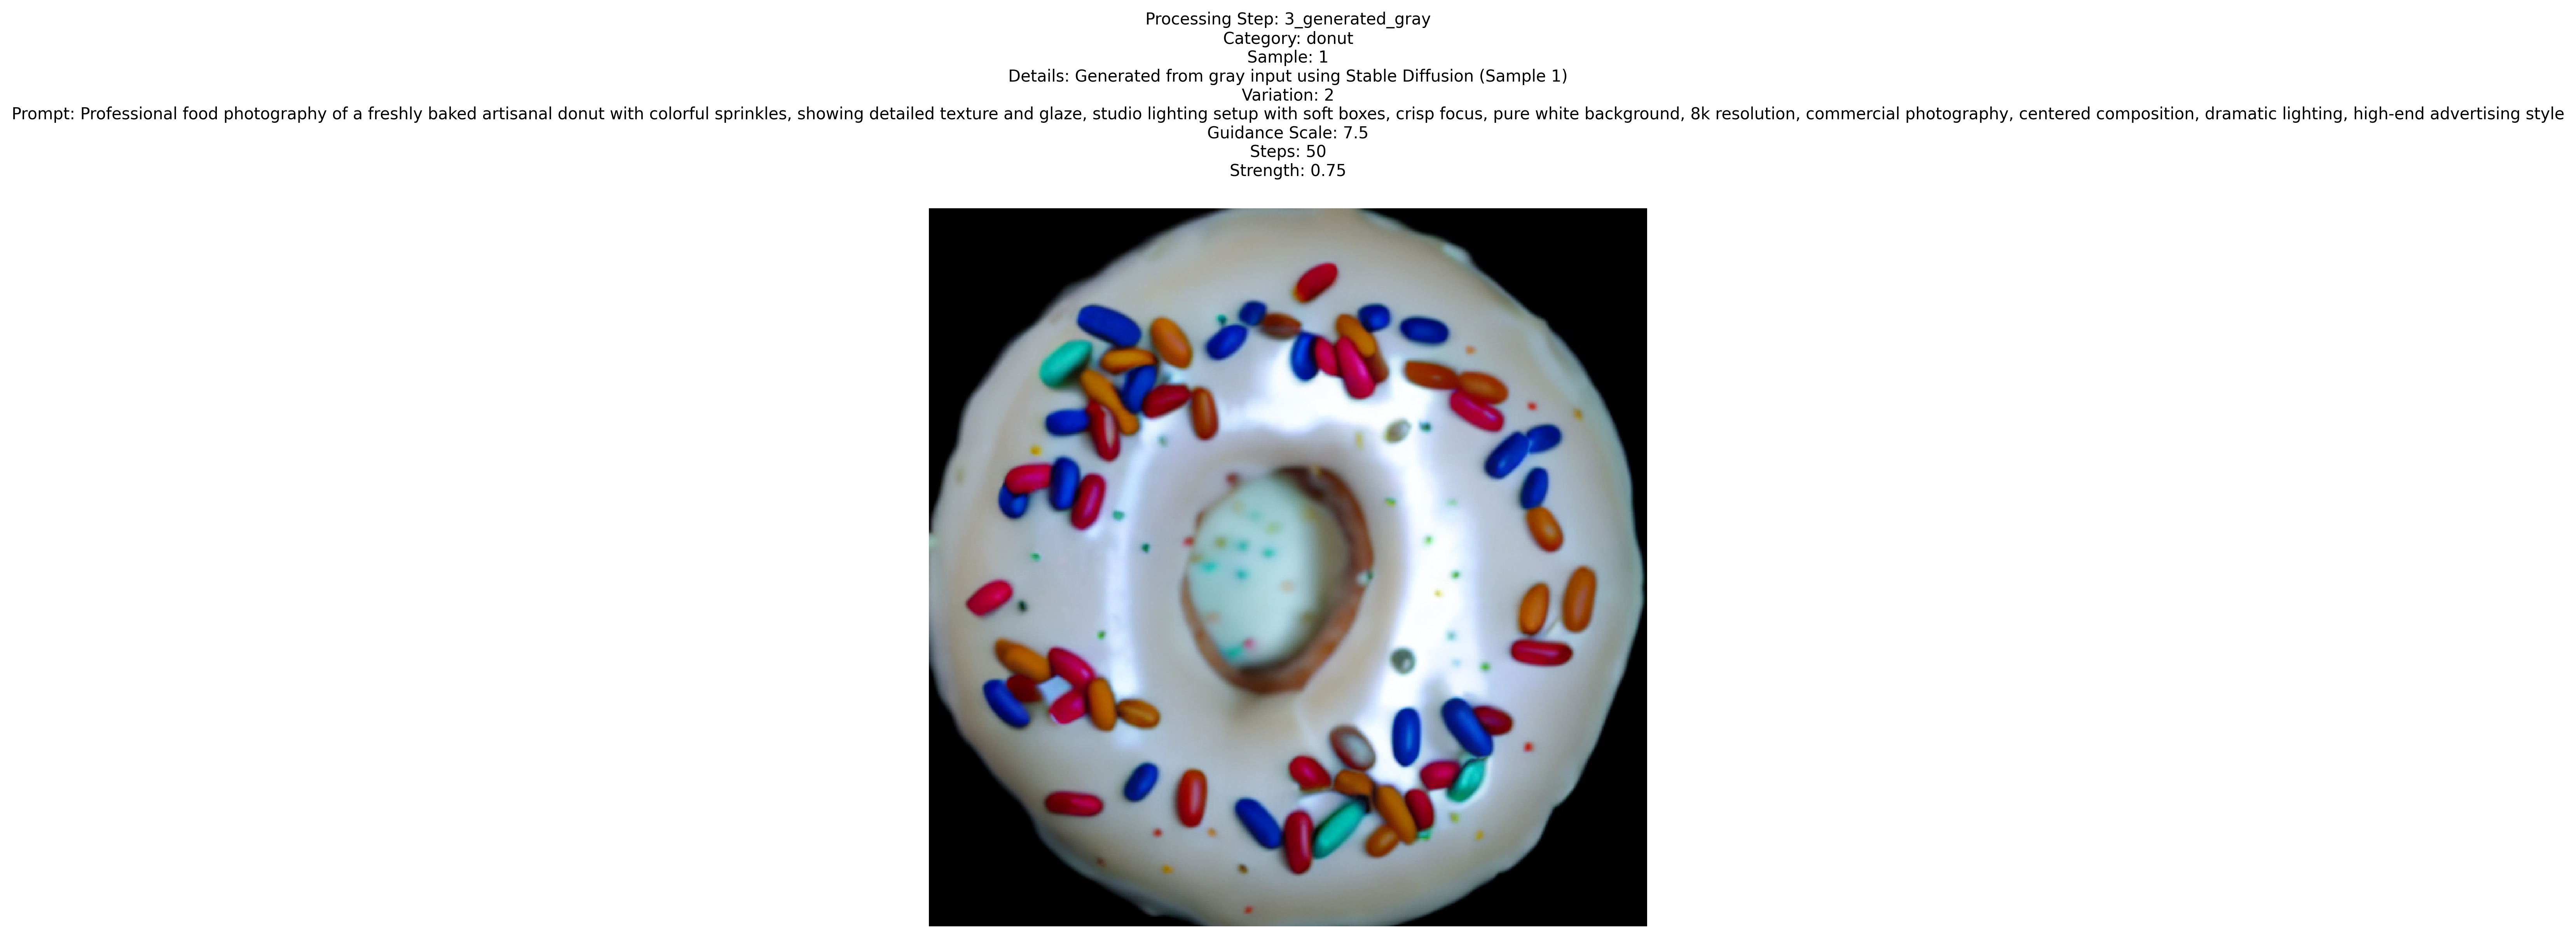 Processing Step: 3_generated_gray
Category: donut
Sample: 1
Details: Generated from gray input using Stable Diffusion (Sample 1)
Variation: 2
Prompt: Professional food photography of a freshly baked artisanal donut with colorful sprinkles, showing detailed texture and glaze, studio lighting setup with soft boxes, crisp focus, pure white background, 8k resolution, commercial photography, centered composition, dramatic lighting, high-end advertising style
Guidance Scale: 7.5
Steps: 50
Strength: 0.75